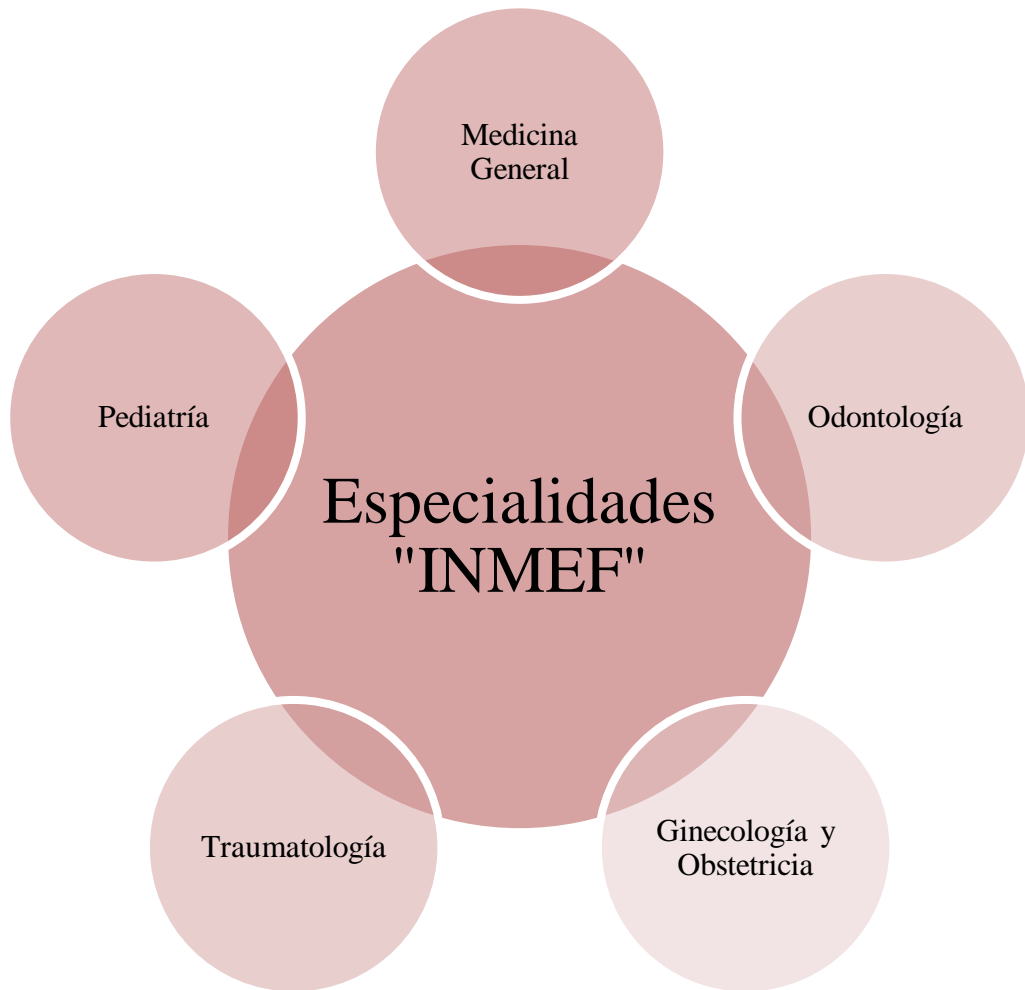 Medicina
General
Odontología
Ginecología y
Obstetricia
Traumatología
Pediatría
Especialidades
"INMEF"